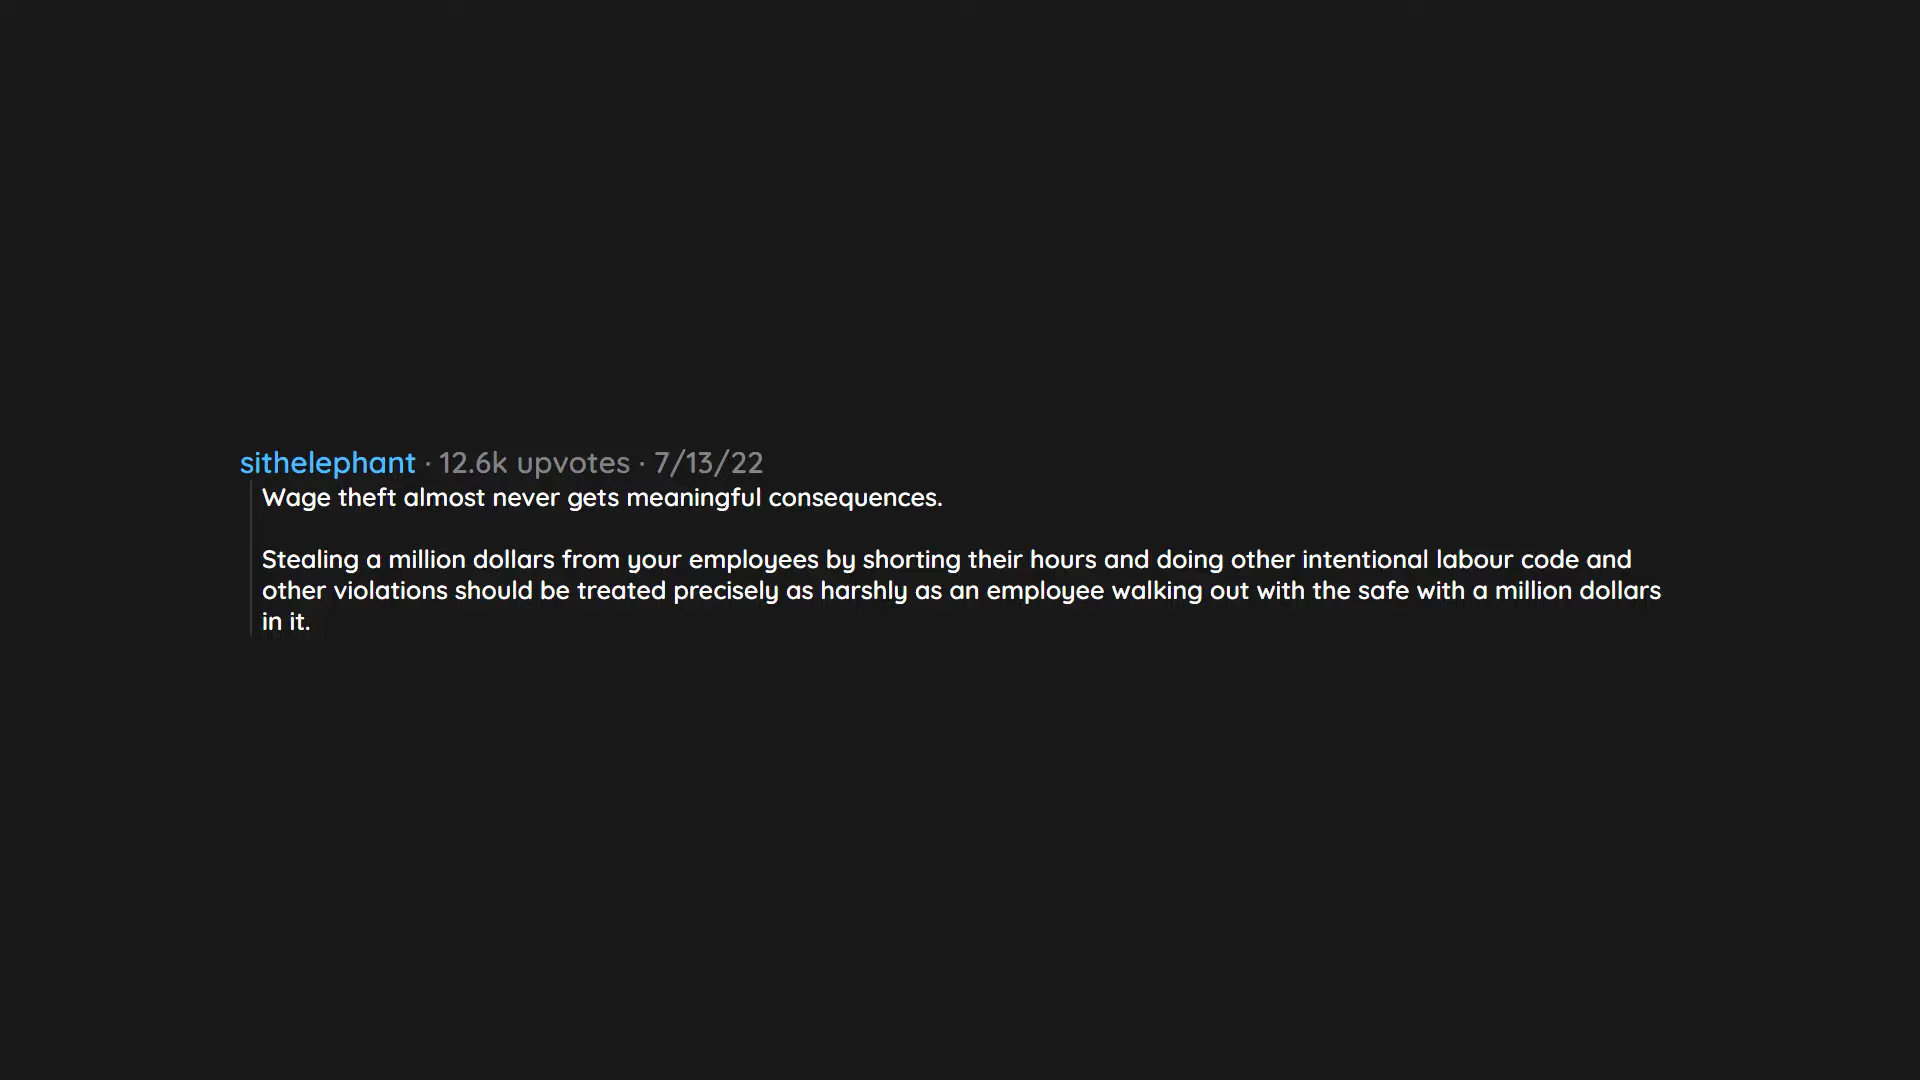 sithelephant · 12.6k upvotes · 7/13/22
Wage theft almost never gets meaningful consequences.
Stealing a million dollars from your employees by shorting their hours and doing other intentional labour code and
other violations should be treated precisely as harshly as an employee walking out with the safe with a million dollars
in it.